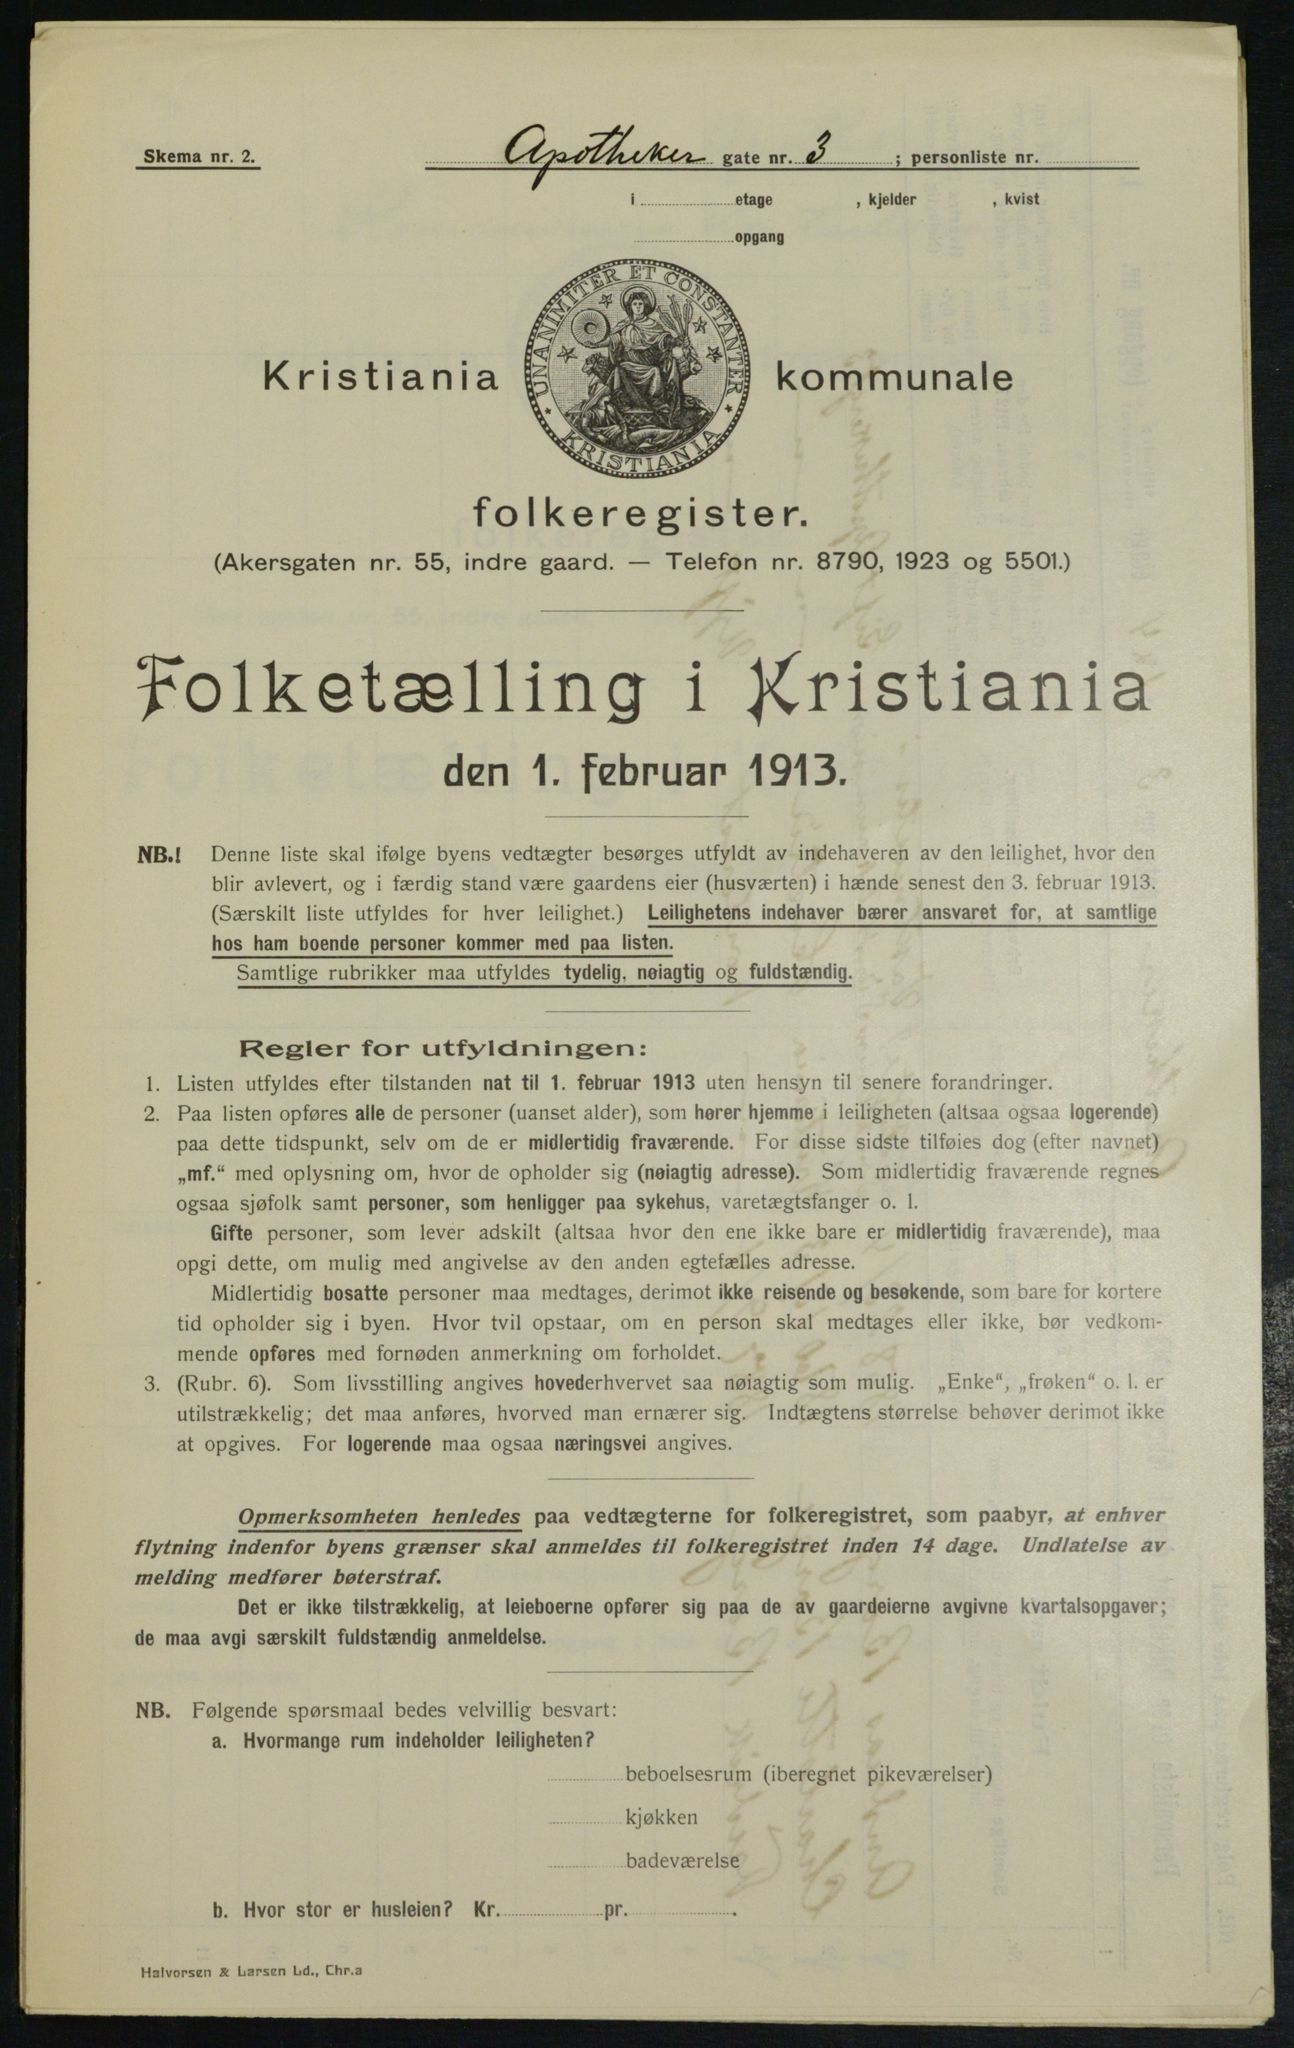 Skema nr. 2.
Apotheker gate nr. 3 ; personliste nr.
i etage , kjelder , kvist
opgang
UNANIMITER ET CONSTANTER
KRISTIANIA
Kristiania kommunale
folkeregister.
(Akersgaten nr. 55, indre gaard. — Telefon nr. 8790, 1923 og 5501.)
Folketælling i Kristiania
den 1. februar 1913.
NB.! Denne liste skal ifølge byens vedtægter besørges utfyldt av indehaveren av den leilighet, hvor den
blir avlevert, og i færdig stand være gaardens eier (husværten) i hænde senest den 3. februar 1913.
(Særskilt liste utfyldes for hver leilighet.) Leilighetens indehaver bærer ansvaret for, at samtlige
hos ham boende personer kommer med paa listen.
Samtlige rubrikker maa utfyldes tydelig, nøiagtig og fuldstændig.
Regler for utfyldningen:
1. Listen utfyldes efter tilstanden nat til 1. februar 1913 uten hensyn til senere forandringer.
2. Paa listen opføres alle de personer (uanset alder), som hører hjemme i leiligheten (altsaa ogsaa logerende)
paa dette tidspunkt, selv om de er midlertidig fraværende. For disse sidste tilføies dog (efter navnet)
„mf.“ med oplysning om, hvor de opholder sig (nøiagtig adresse). Som midlertidig fraværende regnes
ogsaa sjøfolk samt personer, som henligger paa sykehus, varetægtsfanger o. l.
Gifte personer, som lever adskilt (altsaa hvor den ene ikke bare er midlertidig fraværende), maa
opgi dette, om mulig med angivelse av den anden egtefælles adresse.
Midlertidig bosatte personer maa medtages, derimot ikke reisende og besøkende, som bare for kortere
tid opholder sig i byen. Hvor tvil opstaar, om en person skal medtages eller ikke, bør vedkom-
mende opføres med fornøden anmerkning om forholdet.
3. (Rubr. 6). Som livsstilling angives hovederhvervet saa nøiagtig som mulig. „Enke“, „frøken“ o. l. er
utilstrækkelig; det maa anføres, hvorved man ernærer sig. Indtægtens størrelse behøver derimot ikke
at opgives. For logerende maa ogsaa næringsvei angives.
Opmerksomheten henledes paa vedtægterne for folkeregistret, som paabyr, at enhver
flytning indenfor byens grænser skal anmeldes til folkeregistret inden 14 dage. Undlatelse av
melding medfører bøterstraf.
Det er ikke tilstrækkelig, at leieboerne opfører sig paa de av gaardeierne avgivne kvartalsopgaver;
de maa avgi særskilt fuldstændig anmeldelse.
NB. Følgende spørsmaal bedes velvillig besvart:
a. Hvormange rum indeholder leiligheten?
beboelsesrum (iberegnet pikeværelser)
kjøkken
badeværelse
b. Hvor stor er husleien? Kr. pr. .
Halvorsen & Larsen Ld., Chr.a